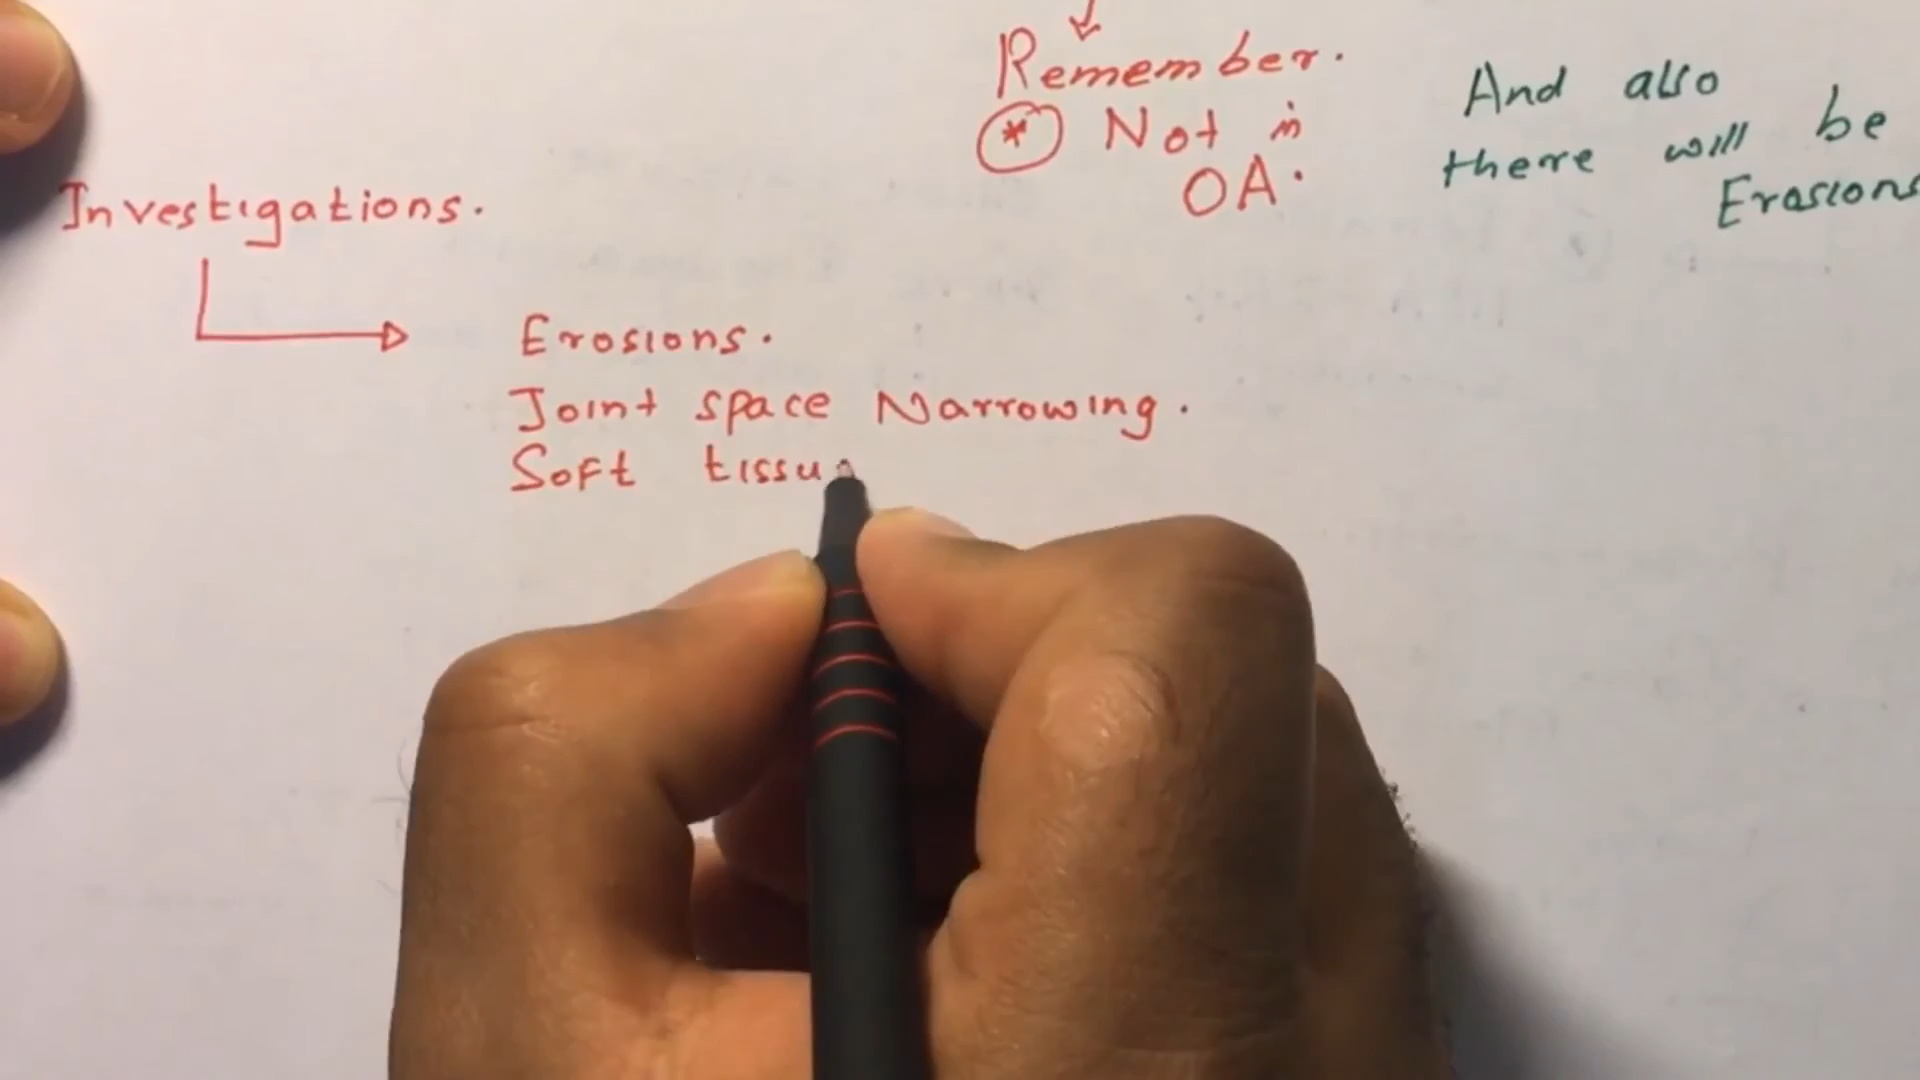 Remember.
* Not in
OA.
And also
there will be
Erosions
Investigations.
Erosions.
Joint space Narrowing.
Soft tissu